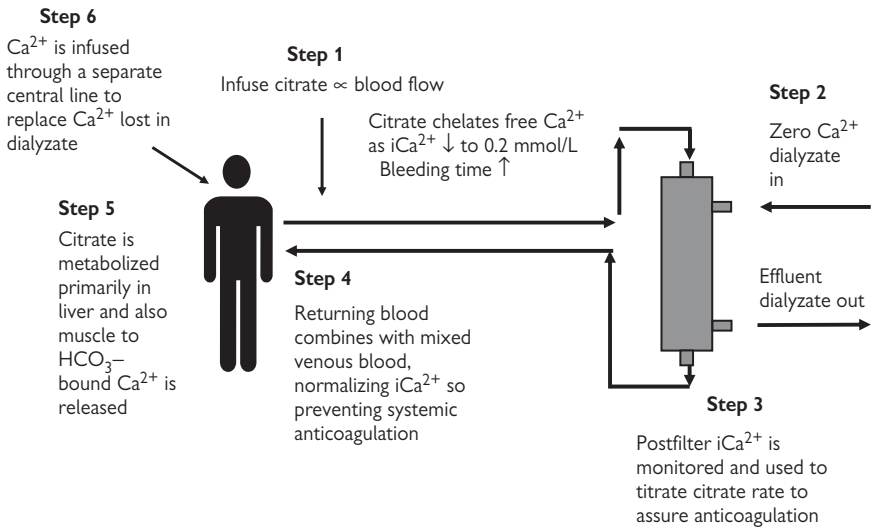 Step 6
Ca²⁺ is infused
through a separate
central line to
replace Ca²⁺ lost in
dialyzate
Step 1
Infuse citrate ∝ blood flow
Citrate chelates free Ca²⁺
as iCa²⁺ ↓ to 0.2 mmol/L
Bleeding time ↑
Step 2
Zero Ca²⁺
dialyzate
in
Step 5
Citrate is
metabolized
primarily in
liver and also
muscle to
HCO₃–
bound Ca²⁺ is
released
Step 4
Returning blood
combines with mixed
venous blood,
normalizing iCa²⁺ so
preventing systemic
anticoagulation
Effluent
dialyzate out
Step 3
Postfilter iCa²⁺ is
monitored and used to
titrate citrate rate to
assure anticoagulation